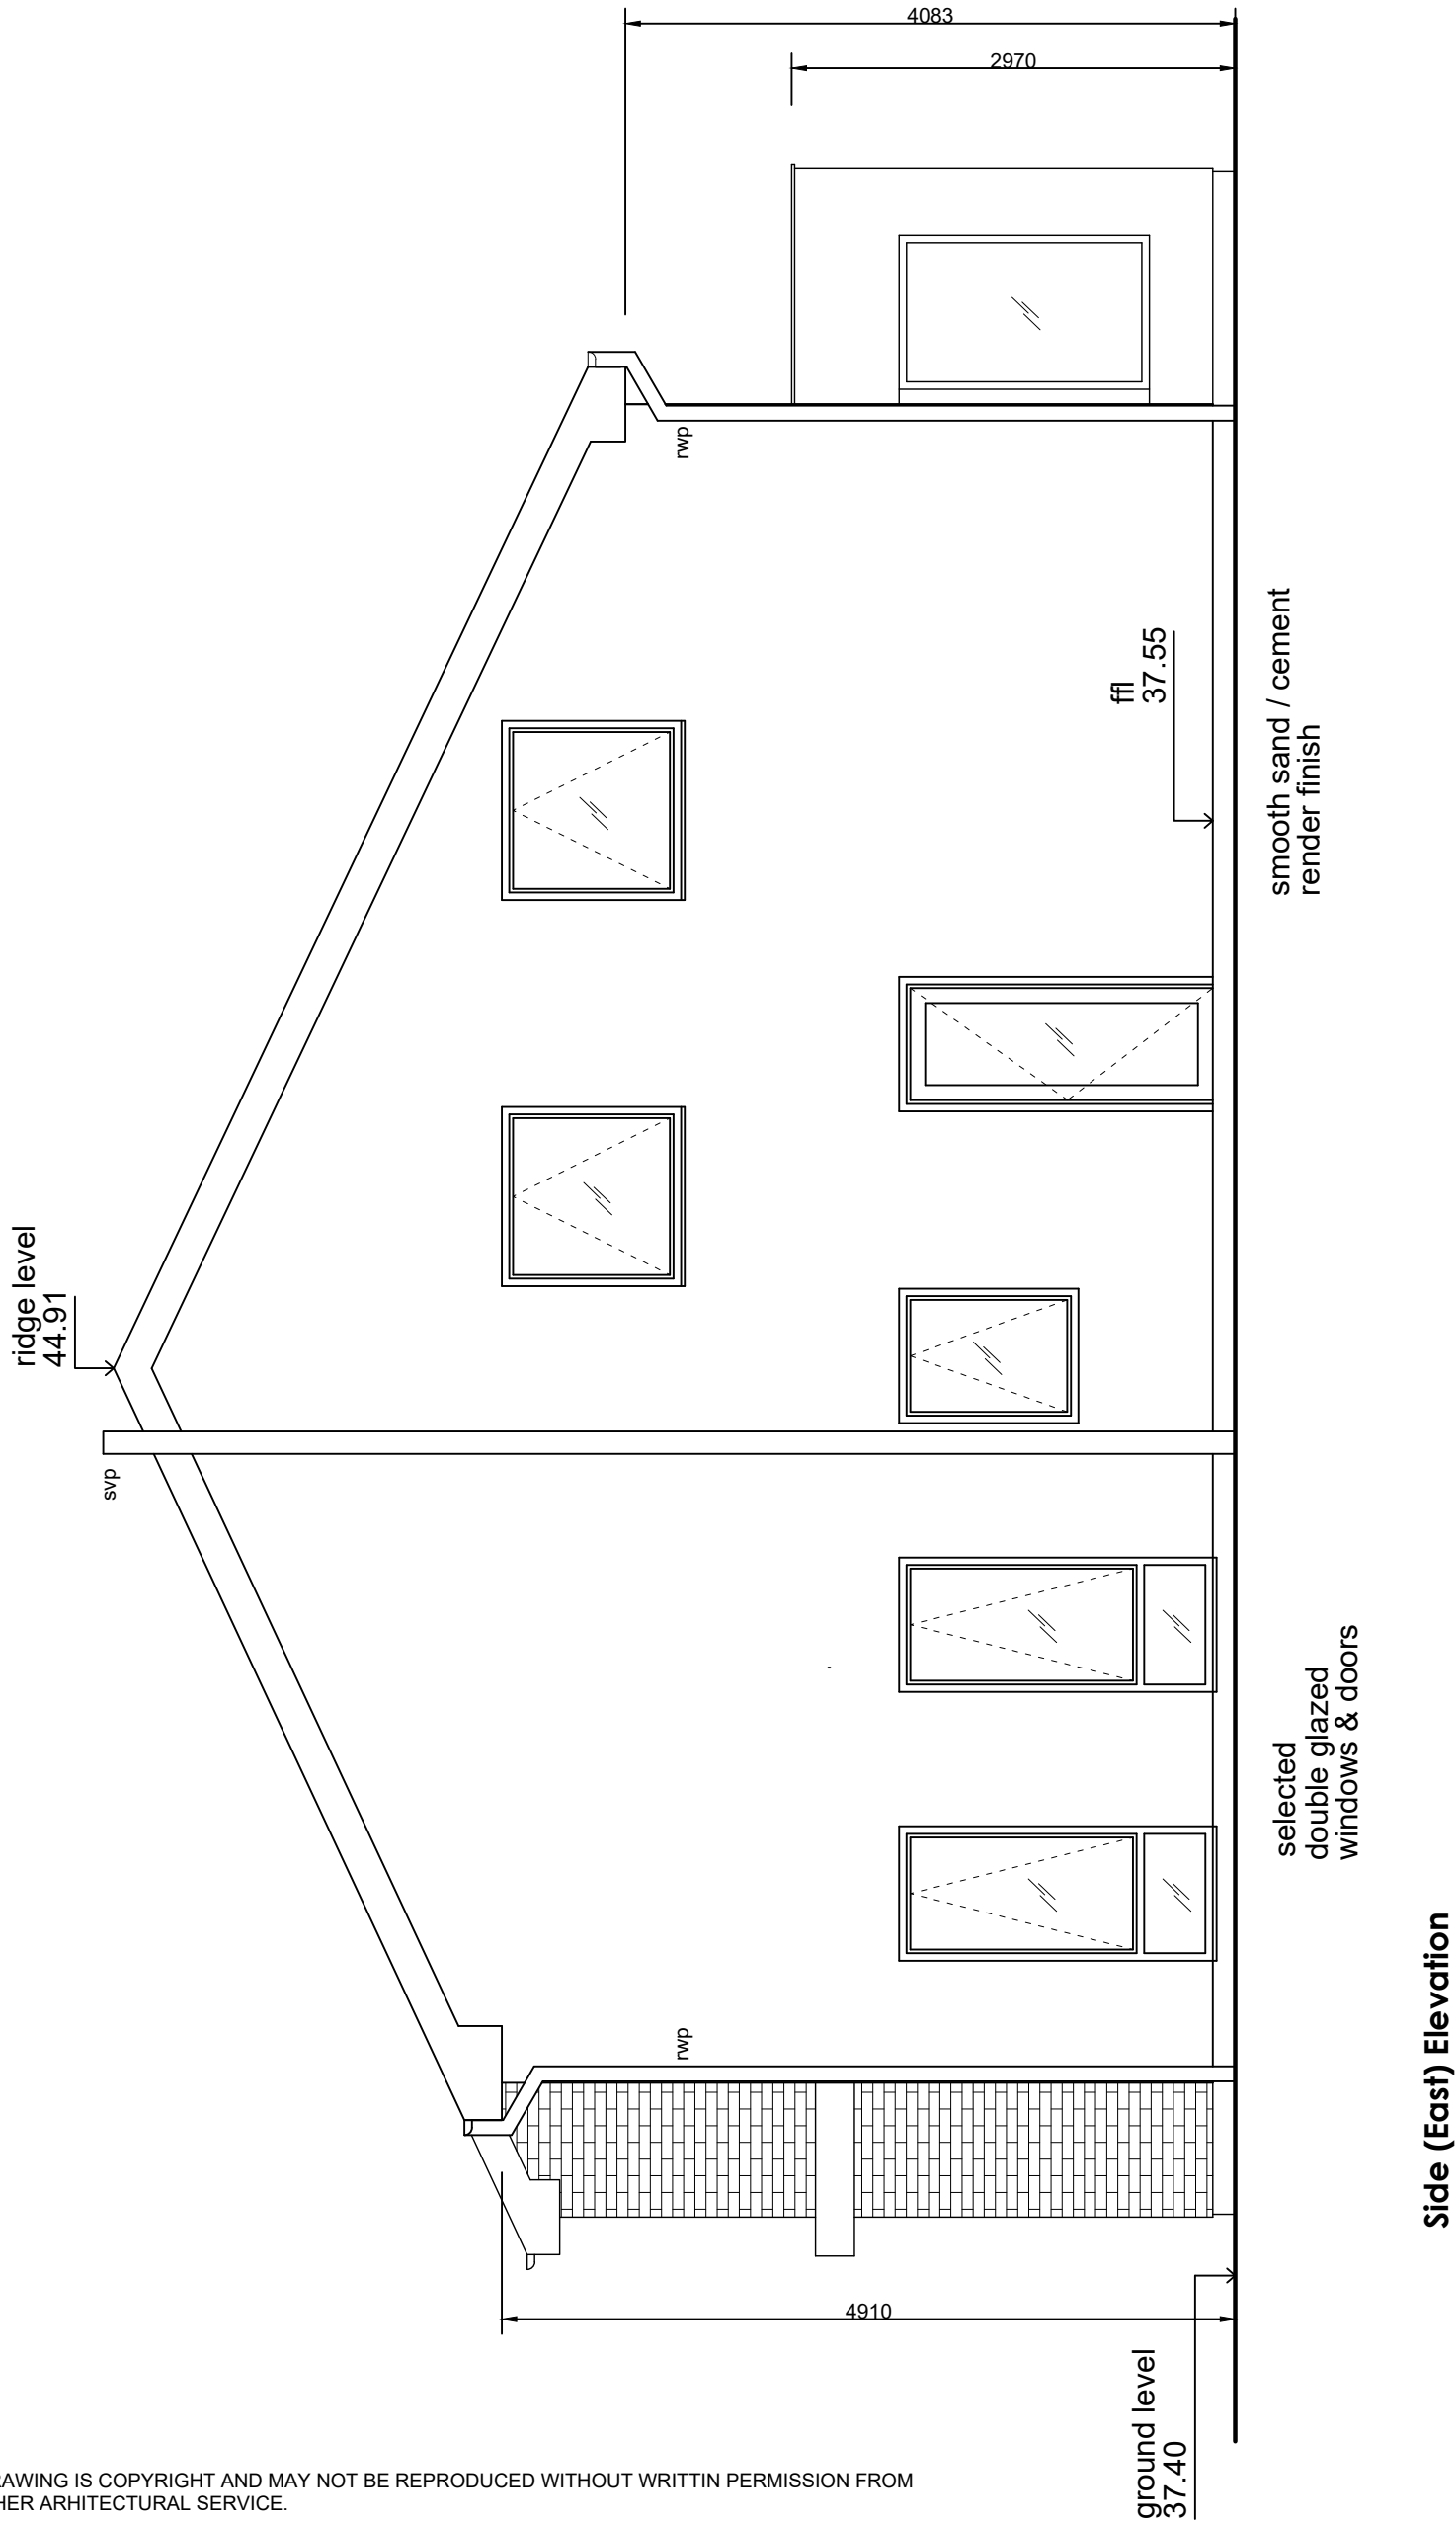 ridge level
44.91
svp
4083
2970
rwp
rwp
ffl
37.55
4910
ground level
37.40
smooth sand / cement
render finish
selected
double glazed
windows & doors
Side (East) Elevation
RAWING IS COPYRIGHT AND MAY NOT BE REPRODUCED WITHOUT WRITTIN PERMISSION FROM
HER ARHITECTURAL SERVICE.